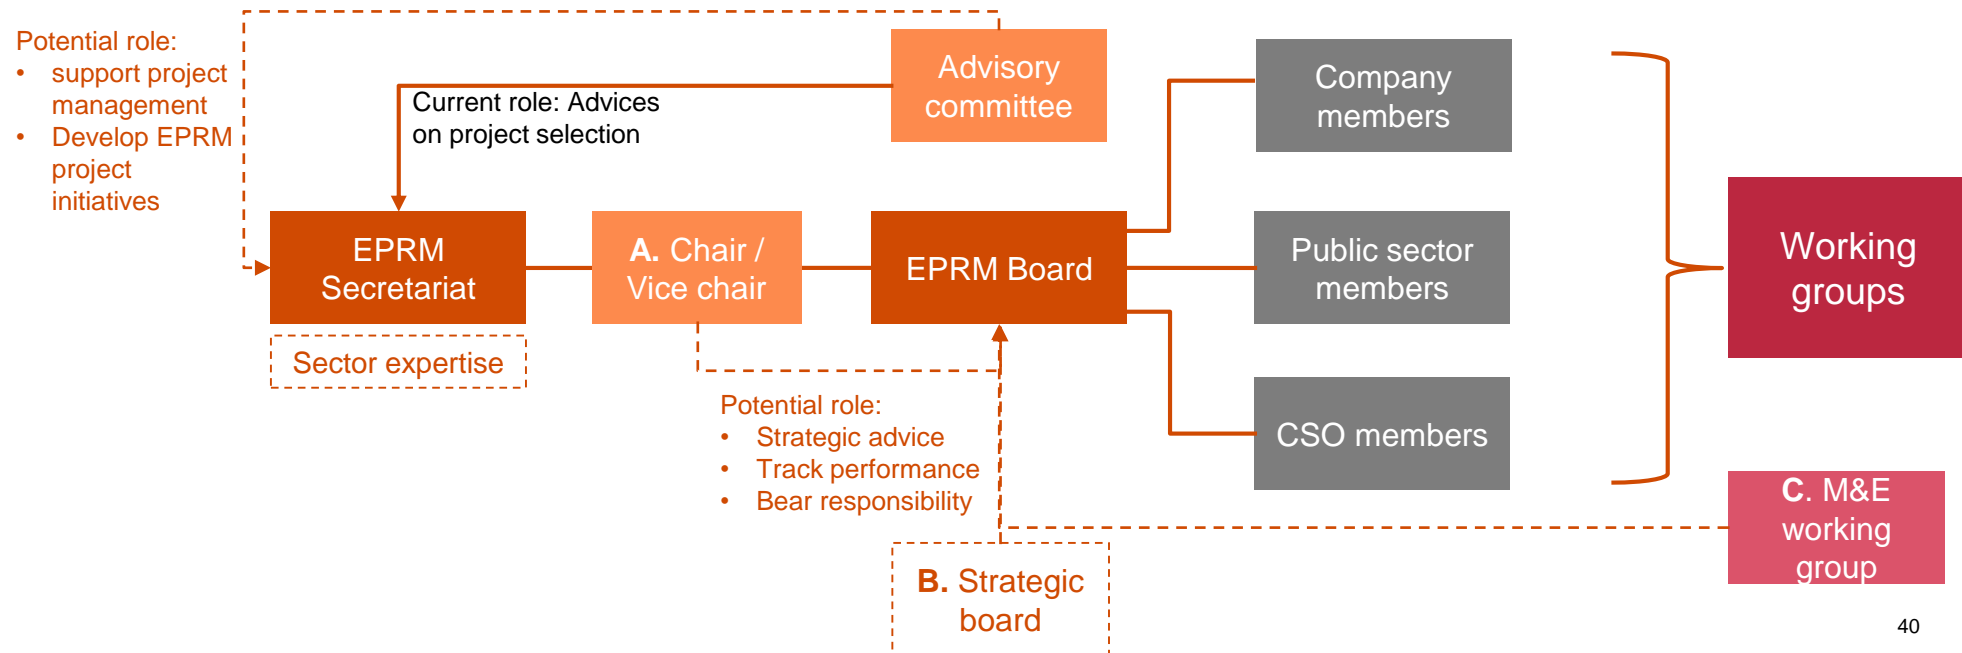 Potential role:
• support project
management
• Develop EPRM
project
initiatives
Current role: Advices
on project selection
Advisory
committee
Company
members
EPRM
Secretariat
A. Chair /
Vice chair
EPRM Board
Public sector
members
Working
groups
Sector expertise
Potential role:
• Strategic advice
• Track performance
• Bear responsibility
CSO members
C. M&E
working
group
B. Strategic
board
40